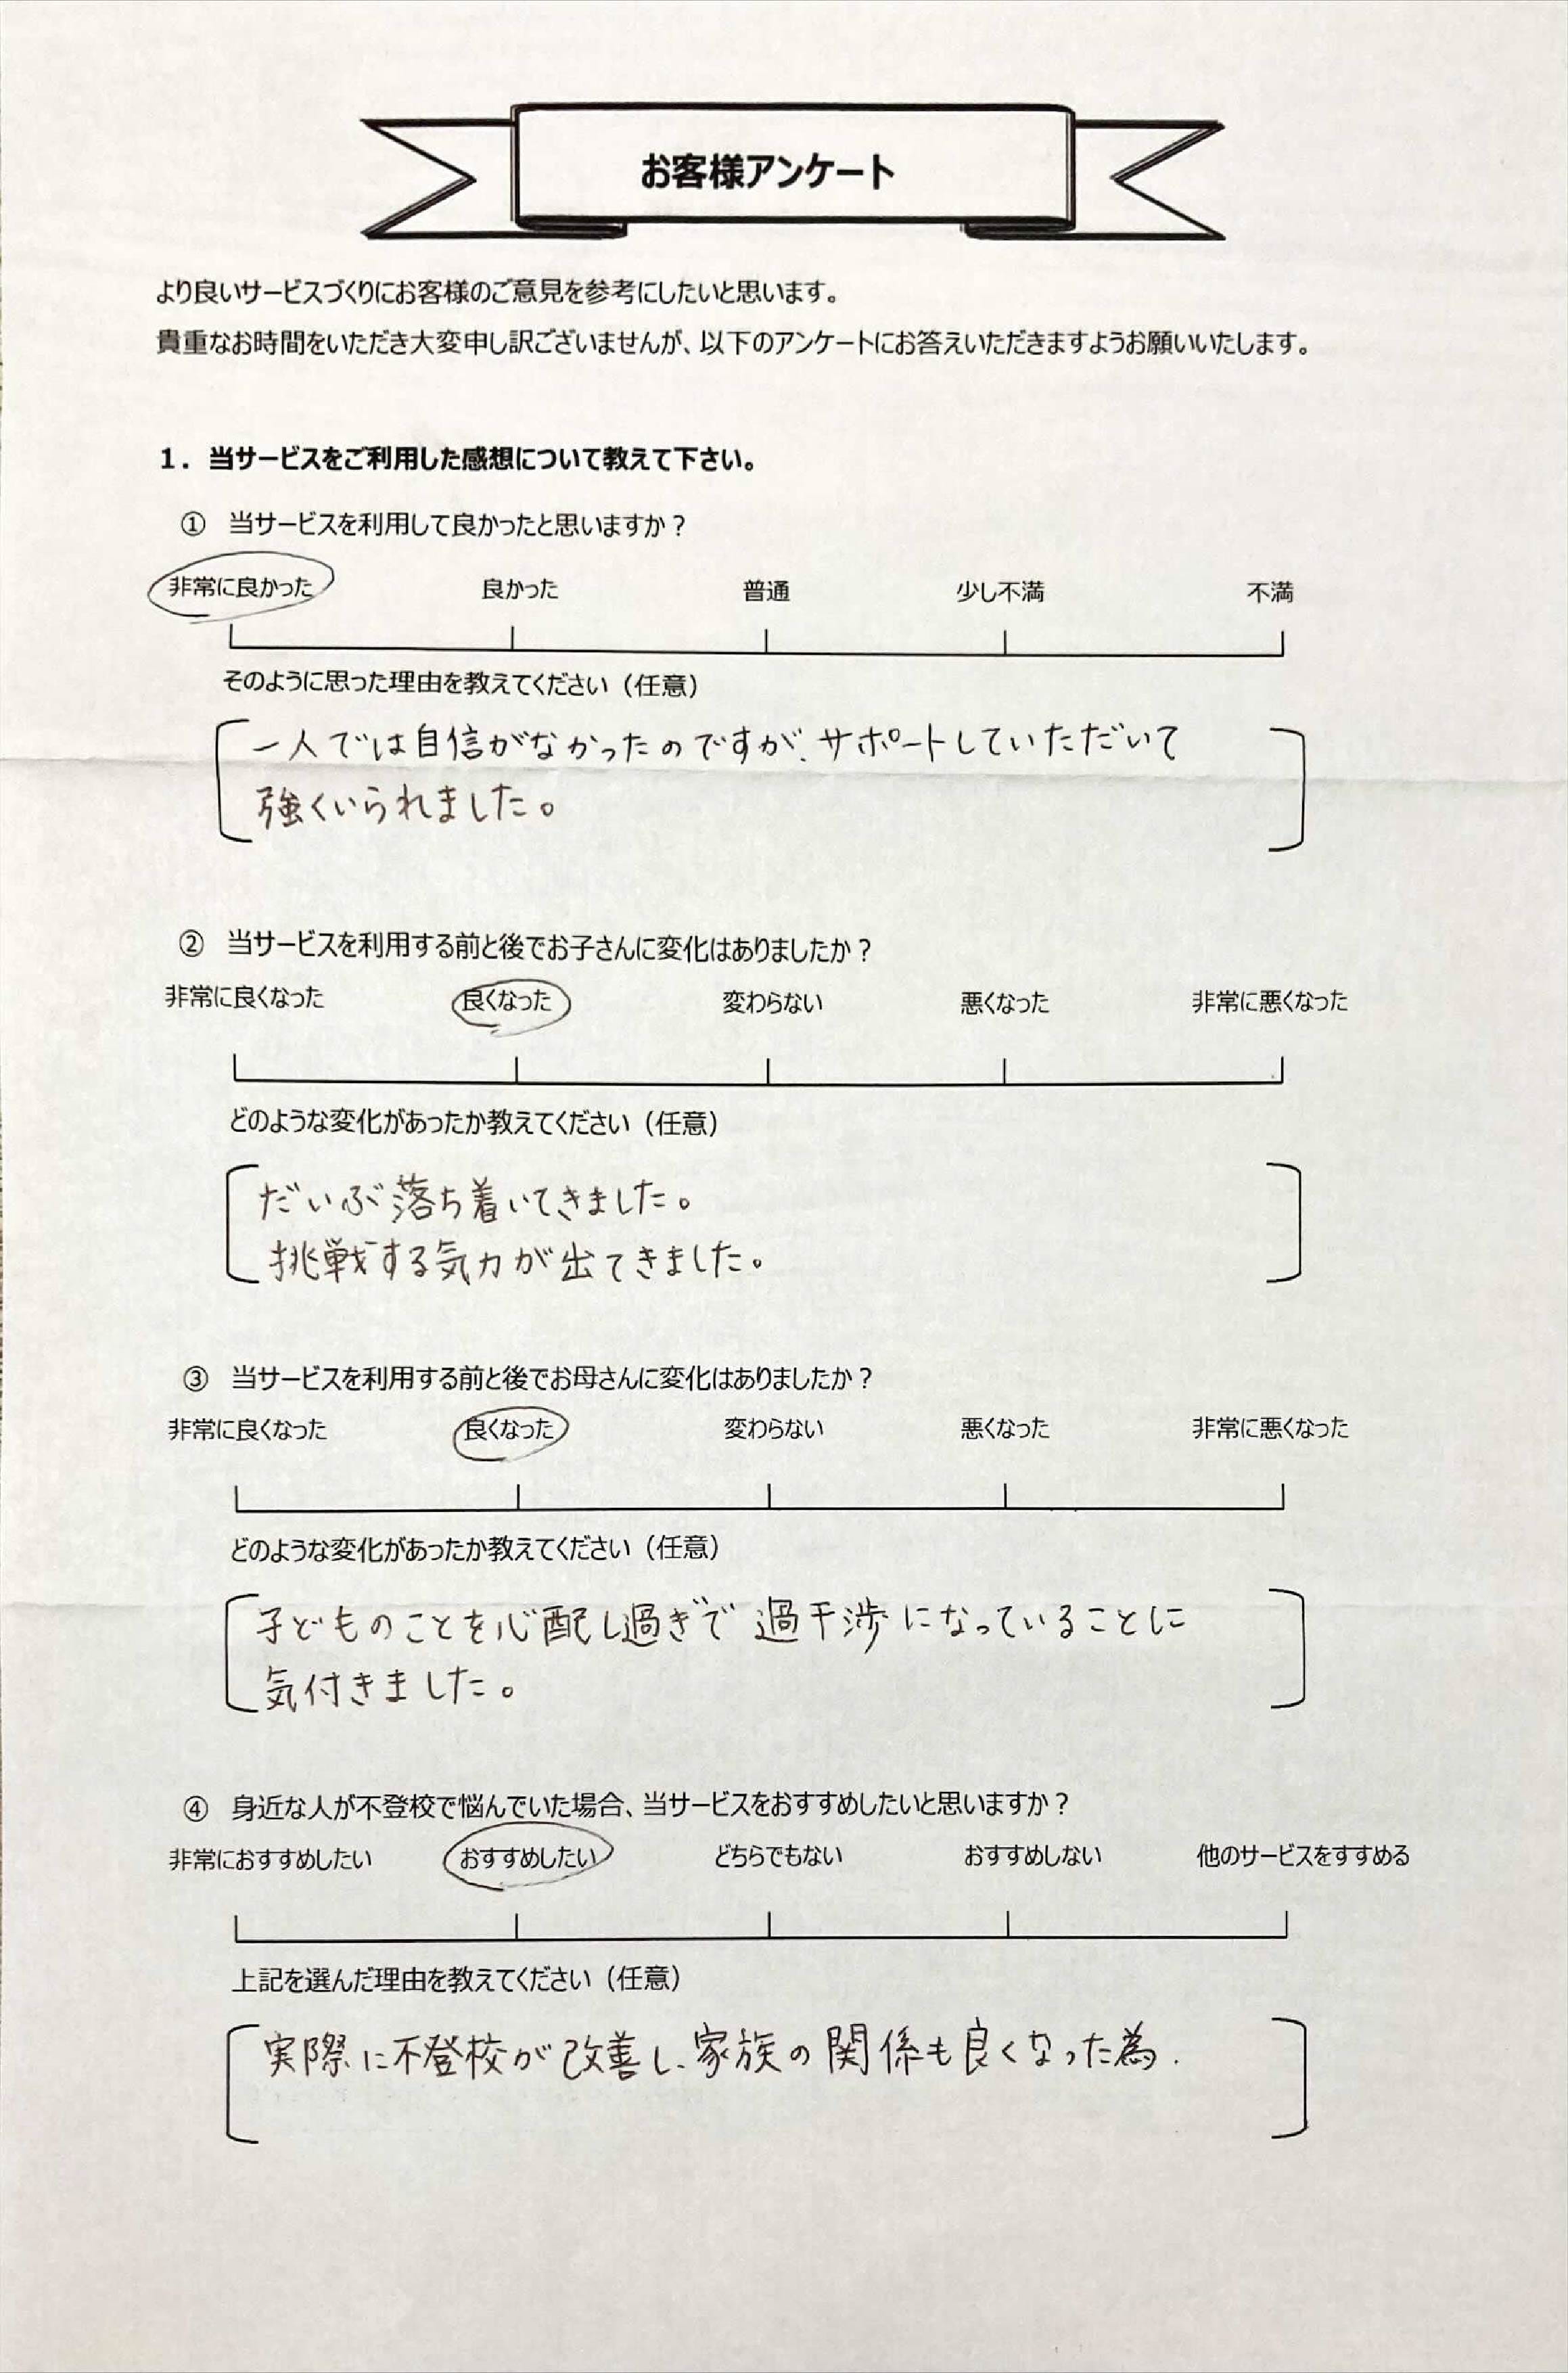 お客様アンケート
より良いサービスづくりにお客様のご意見を参考にしたいと思います。
貴重なお時間をいただき大変申し訳ございませんが、以下のアンケートにお答えいただきますようお願いいたします。
1．当サービスをご利用した感想について教えて下さい。
① 当サービスを利用して良かったと思いますか？
非常に良かった 良かった 普通 少し不満 不満
そのように思った理由を教えてください（任意）
一人では自信がなかったのですが、サポートしていただいて
強くいられました。
② 当サービスを利用する前と後でお子さんに変化はありましたか？
非常に良くなった 良くなった 変わらない 悪くなった 非常に悪くなった
どのような変化があったか教えてください（任意）
だいぶ落ち着いてきました。
挑戦する気力が出てきました。
③ 当サービスを利用する前と後でお母さんに変化はありましたか？
非常に良くなった 良くなった 変わらない 悪くなった 非常に悪くなった
どのような変化があったか教えてください（任意）
子どものことを心配し過ぎで過干渉になっていることに
気付きました。
④ 身近な人が不登校で悩んでいた場合、当サービスをおすすめしたいと思いますか？
非常におすすめしたい おすすめしたい どちらでもない おすすめしない 他のサービスをすすめる
上記を選んだ理由を教えてください（任意）
実際に不登校が改善し、家族の関係も良くなった為．